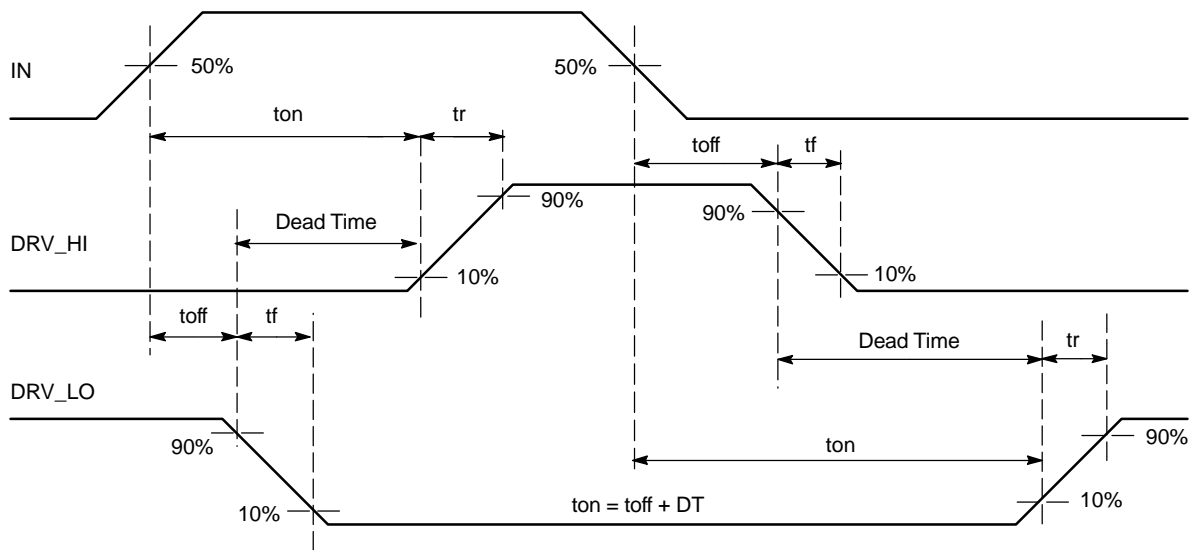 IN
50%
50%
ton
tr
toff
tf
90%
90%
Dead Time
DRV_HI
10%
10%
toff
tf
Dead Time
tr
DRV_LO
90%
90%
ton
10%
ton = toff + DT
10%